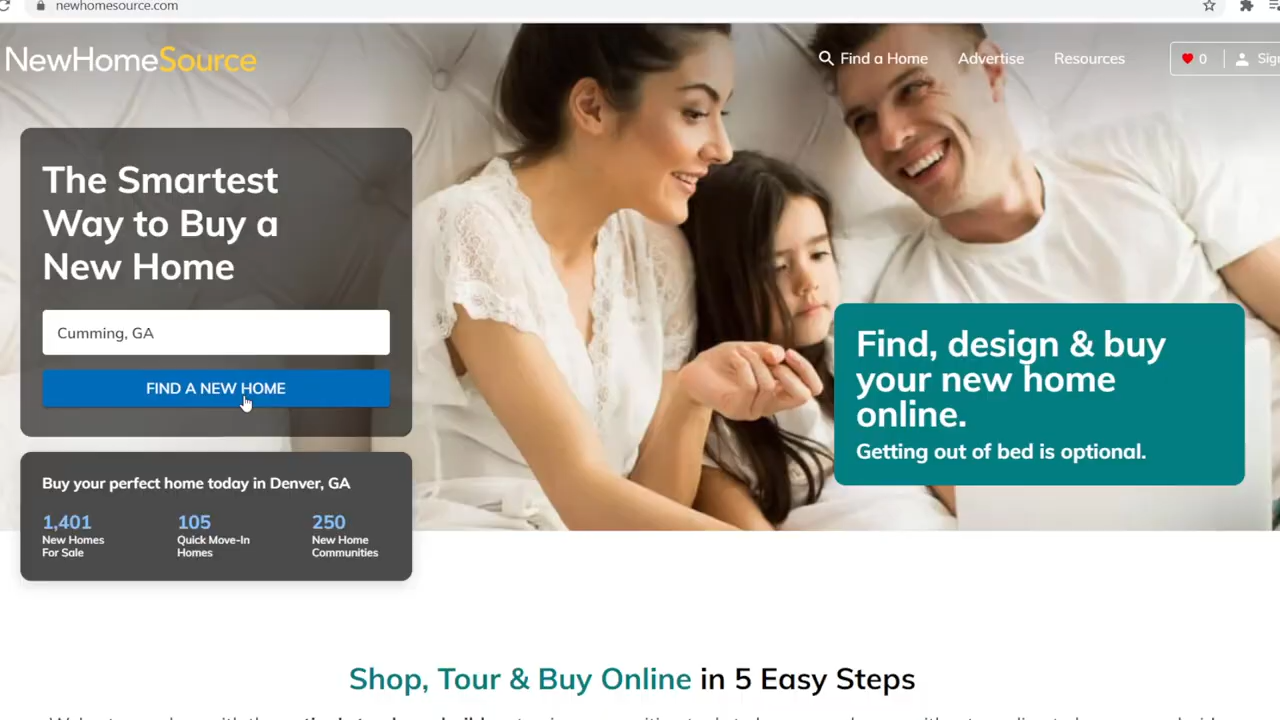 newhomesource.com
NewHomeSource
Find a Home
Advertise
Resources
0
The Smartest
Way to Buy a
New Home
Cumming, GA
FIND A NEW HOME
Find, design & buy
your new home
online.
Getting out of bed is optional.
Buy your perfect home today in Denver, GA
1,401
New Homes
For Sale
105
Quick Move-In
Homes
250
New Home
Communities
Shop, Tour & Buy Online in 5 Easy Steps